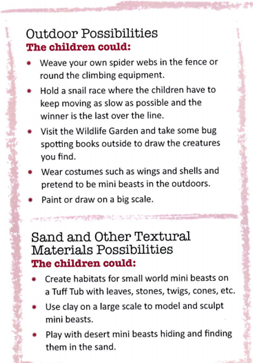 Outdoor Possibilities
The children could:
• Weave your own spider webs in the fence or
round the climbing equipment.
• Hold a snail race where the children have to
keep moving as slow as possible and the
winner is the last over the line.
• Visit the Wildlife Garden and take some bug
spotting books outside to draw the creatures
you find.
• Wear costumes such as wings and shells and
pretend to be mini beasts in the outdoors.
• Paint or draw on a big scale.
Sand and Other Textural
Materials Possibilities
The children could:
• Create habitats for small world mini beasts on
a Tuff Tub with leaves, stones, twigs, cones, etc.
• Use clay on a large scale to model and sculpt
mini beasts.
• Play with desert mini beasts hiding and finding
them in the sand.